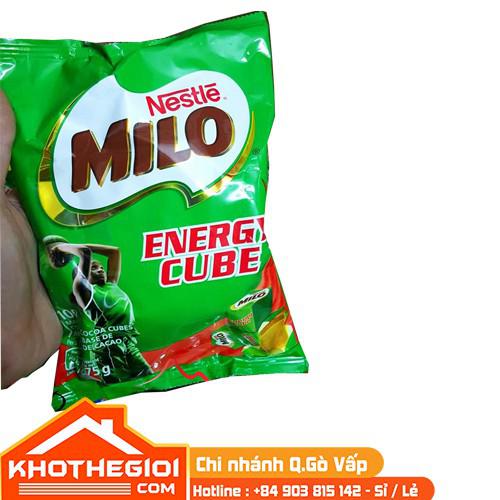 Nestlé
MILO
ENERGY
CUBE
COCOA CUBES
BASE DE
CACAO
MILO
75g
KHOTHEGIOI
.COM
Chi nhánh Q.Gò Vấp
Hotline : +84 903 815 142 - Sỉ / Lẻ